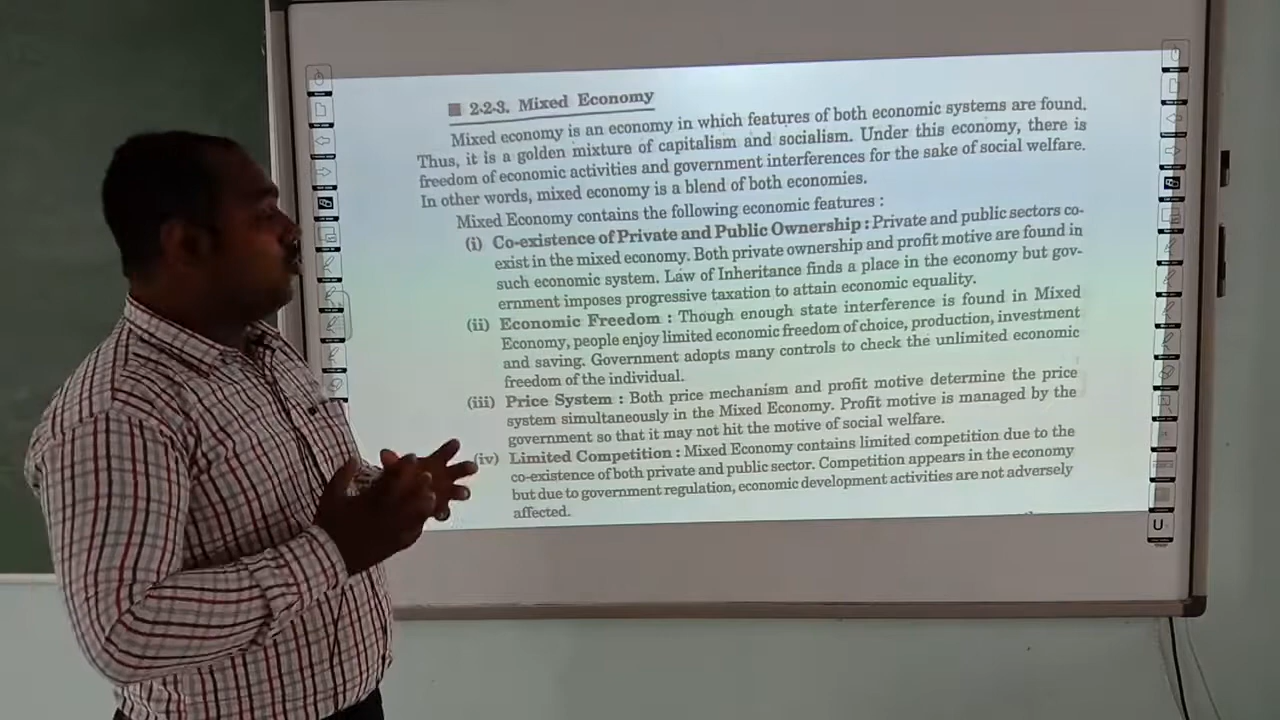 2-2-3. Mixed Economy
Mixed economy is an economy in which features of both economic systems are found.
Thus, it is a golden mixture of capitalism and socialism. Under this economy, there is
freedom of economic activities and government interferences for the sake of social welfare.
In other words, mixed economy is a blend of both economies.
Mixed Economy contains the following economic features :
(i) Co-existence of Private and Public Ownership : Private and public sectors co-
exist in the mixed economy. Both private ownership and profit motive are found in
such economic system. Law of Inheritance finds a place in the economy but gov-
ernment imposes progressive taxation to attain economic equality.
(ii) Economic Freedom : Though enough state interference is found in Mixed
Economy, people enjoy limited economic freedom of choice, production, investment
and saving. Government adopts many controls to check the unlimited economic
freedom of the individual.
(iii) Price System : Both price mechanism and profit motive determine the price
system simultaneously in the Mixed Economy. Profit motive is managed by the
government so that it may not hit the motive of social welfare.
(iv) Limited Competition : Mixed Economy contains limited competition due to the
co-existence of both private and public sector. Competition appears in the economy
but due to government regulation, economic development activities are not adversely
affected.
U